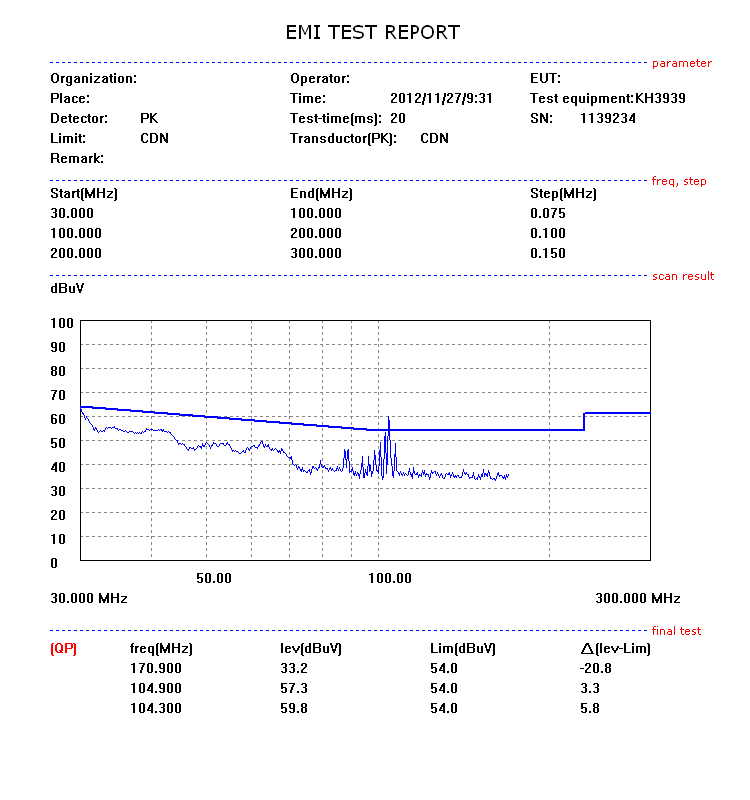 EMI TEST REPORT
parameter
Organization: Operator: EUT:
Place: Time: 2012/11/27/9:31 Test equipment:KH3939
Detector: PK Test-time(ms): 20 SN: 1139234
Limit: CDN Transductor(PK): CDN
Remark:
freq, step
Start(MHz) End(MHz) Step(MHz)
30.000 100.000 0.075
100.000 200.000 0.100
200.000 300.000 0.150
scan result
dBuV
100
90
80
70
60
50
40
30
20
10
0
50.00 100.00
30.000 MHz 300.000 MHz
final test
(QP) freq(MHz) lev(dBuV) Lim(dBuV) △(lev-Lim)
170.900 33.2 54.0 -20.8
104.900 57.3 54.0 3.3
104.300 59.8 54.0 5.8